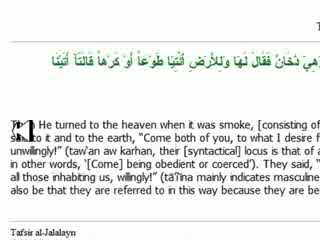 وَهِيَ دُخَانٌ فَقَالَ لَهَا وَلِلْأَرْضِ ائْتِيَا طَوْعاً أَوْ كَرْهاً قَالَتَا أَتَيْنَا
He turned to the heaven when it was smoke, [consisting of
to it and to the earth, “Come both of you, to what I desire f
unwillingly!” (taw‘an aw karhan, their [syntactical] locus is that of a
in other words, ‘[Come] being obedient or coerced’). They said, “
all those inhabiting us, willingly!” (tā’i‘īna mainly indicates masculine
also be that they are referred to in this way because they are be
Tafsir al-Jalalayn